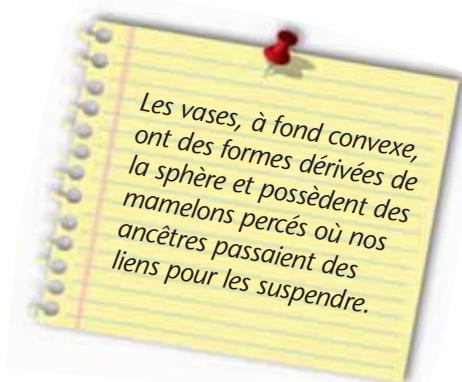 Les vases, à fond convexe,
ont des formes dérivées de
la sphère et possèdent des
mamelons percés où nos
ancêtres passaient des
liens pour les suspendre.